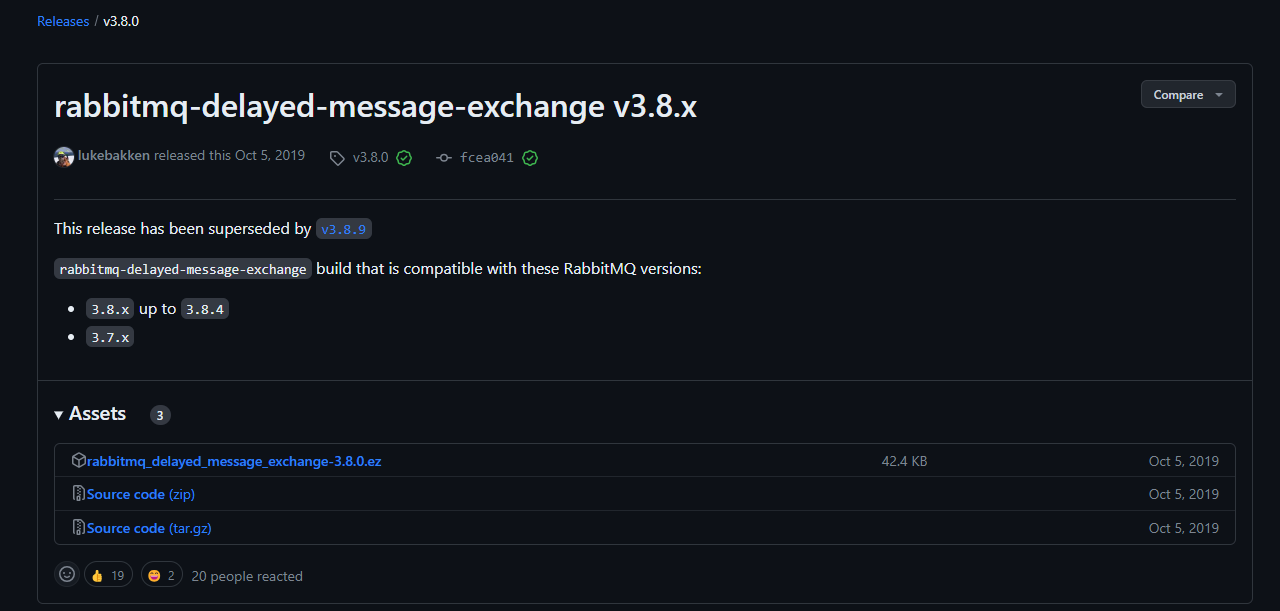 Releases / v3.8.0
rabbitmq-delayed-message-exchange v3.8.x
Compare
lukebakken released this Oct 5, 2019 v3.8.0 fcea041
This release has been superseded by v3.8.9
rabbitmq-delayed-message-exchange build that is compatible with these RabbitMQ versions:
• 3.8.x up to 3.8.4
• 3.7.x
Assets 3
rabbitmq_delayed_message_exchange-3.8.0.ez 42.4 KB Oct 5, 2019
Source code (zip) Oct 5, 2019
Source code (tar.gz) Oct 5, 2019
👍 19 😄 2 20 people reacted